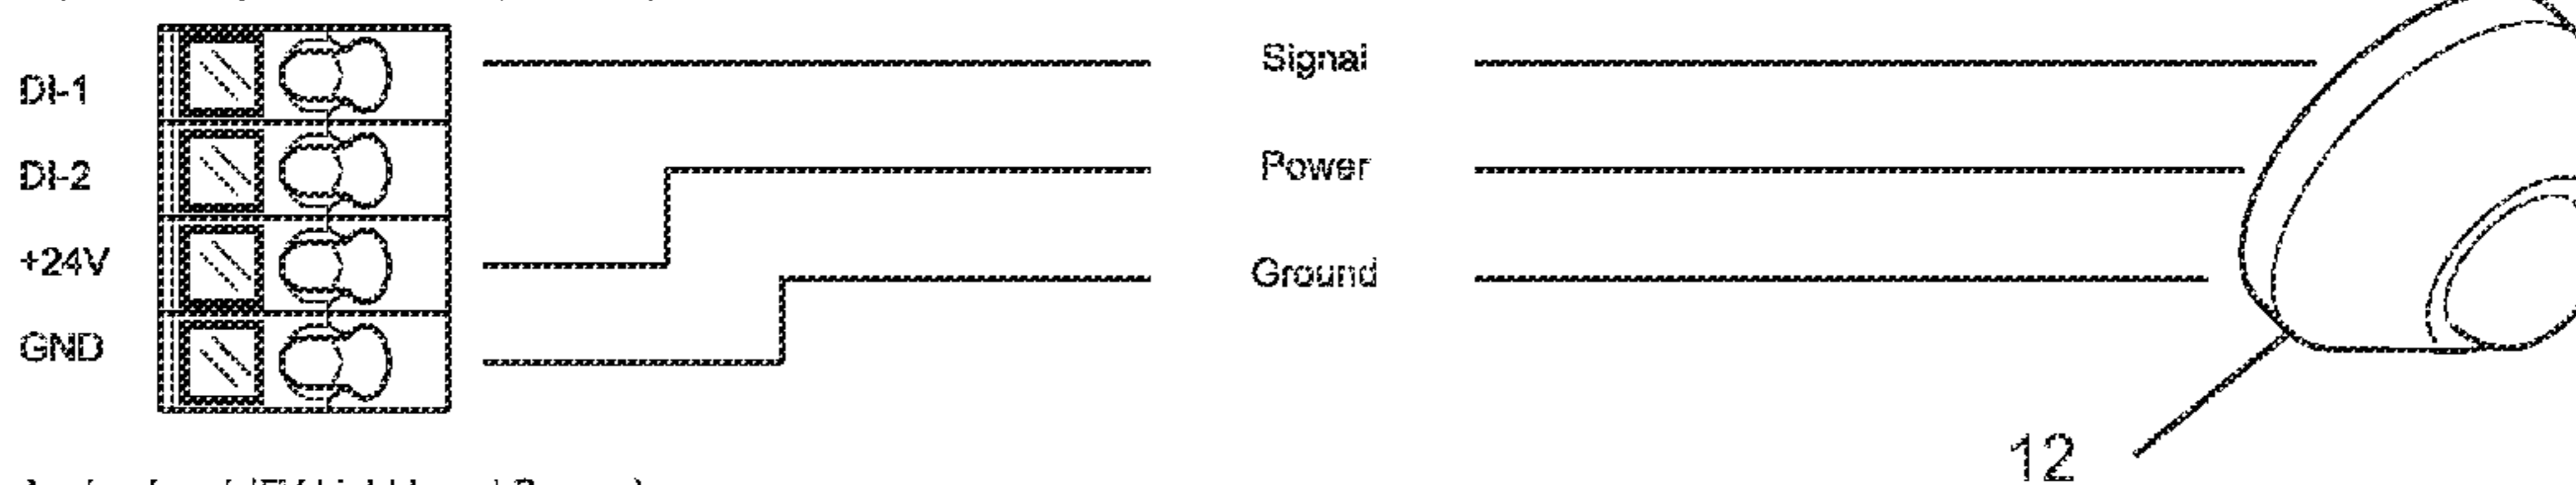 DI-1
DI-2
+24V
GND
Signal
Power
Ground
12